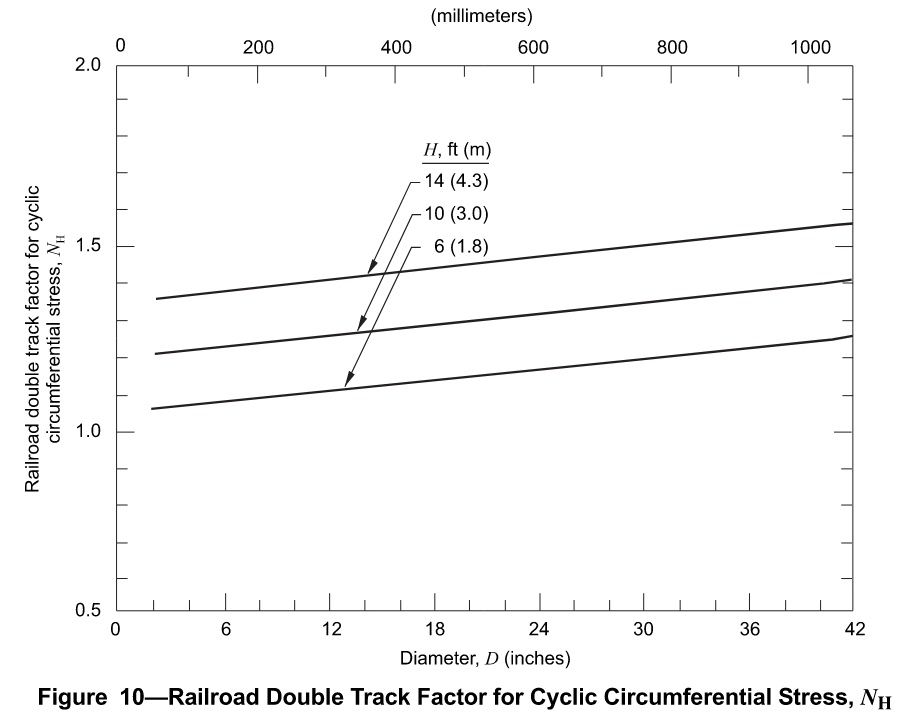 (millimeters)
0 200 400 600 800 1000
2.0
H, ft (m)
14 (4.3)
10 (3.0)
6 (1.8)
1.5
1.0
0.5
Railroad double track factor for cyclic
circumferential stress, NH
0 6 12 18 24 30 36 42
Diameter, D (inches)
Figure 10—Railroad Double Track Factor for Cyclic Circumferential Stress, NH